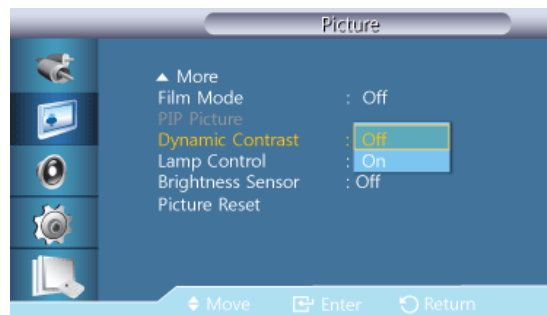 Picture
▲ More
Film Mode : Off
PIP Picture
Dynamic Contrast : Off
Lamp Control : On
Brightness Sensor : Off
Picture Reset
Move Enter Return